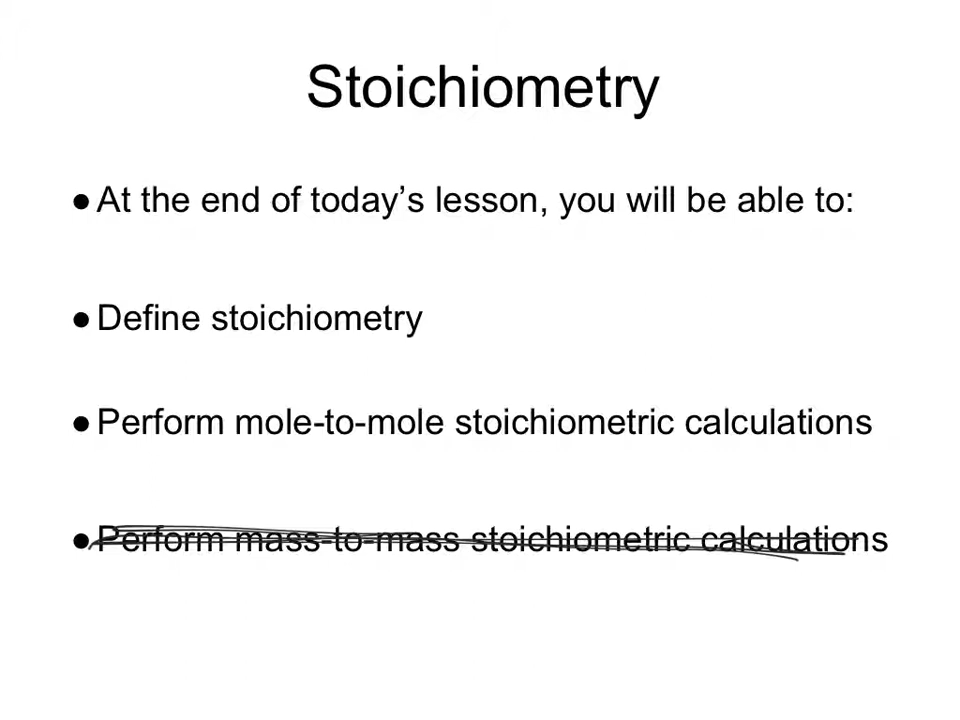 Stoichiometry
●At the end of today’s lesson, you will be able to:
●Define stoichiometry
●Perform mole-to-mole stoichiometric calculations
●Perform mass-to-mass stoichiometric calculations